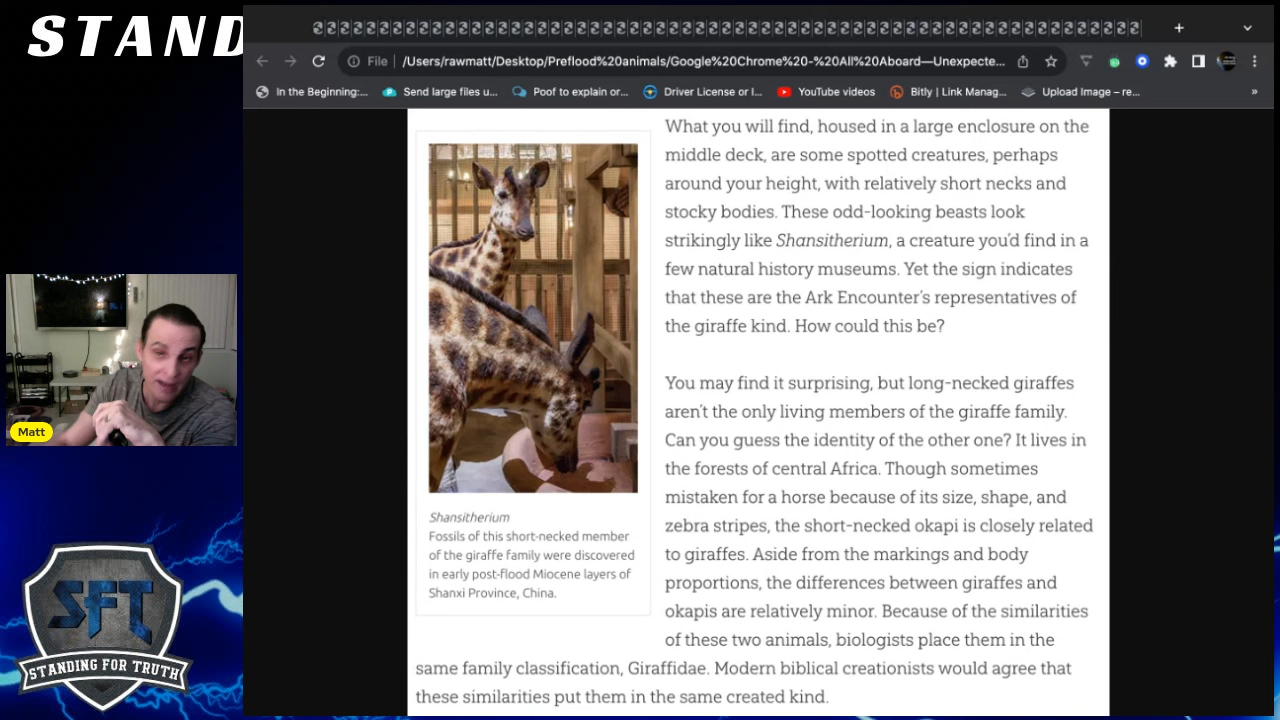 STAND
File
/Users/rawmatt/Desktop/Preflood%20animals/Google%20Chrome%20-%20All%20Aboard—Unexpecte...
In the Beginning:...
Send large files u...
Poof to explain or...
Driver License or I...
YouTube videos
Bitly | Link Manag...
Upload Image – re...
»
What you will find, housed in a large enclosure on the
middle deck, are some spotted creatures, perhaps
around your height, with relatively short necks and
stocky bodies. These odd-looking beasts look
strikingly like Shansitherium, a creature you'd find in a
few natural history museums. Yet the sign indicates
that these are the Ark Encounter's representatives of
the giraffe kind. How could this be?
You may find it surprising, but long-necked giraffes
aren't the only living members of the giraffe family.
Can you guess the identity of the other one? It lives in
the forests of central Africa. Though sometimes
mistaken for a horse because of its size, shape, and
zebra stripes, the short-necked okapi is closely related
to giraffes. Aside from the markings and body
proportions, the differences between giraffes and
okapis are relatively minor. Because of the similarities
of these two animals, biologists place them in the
same family classification, Giraffidae. Modern biblical creationists would agree that
these similarities put them in the same created kind.
Shansitherium
Fossils of this short-necked member
of the giraffe family were discovered
in early post-flood Miocene layers of
Shanxi Province, China.
Matt
SFT
STANDING FOR TRUTH